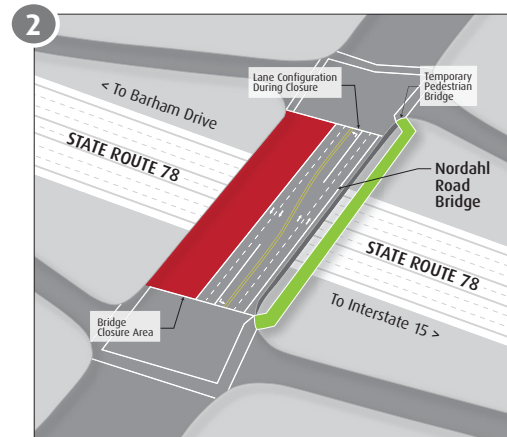 2
Lane Configuration
During Closure
Temporary
Pedestrian
Bridge
< To Barham Drive
STATE ROUTE 78
Nordahl
Road
Bridge
STATE ROUTE 78
To Interstate 15 >
Bridge
Closure Area